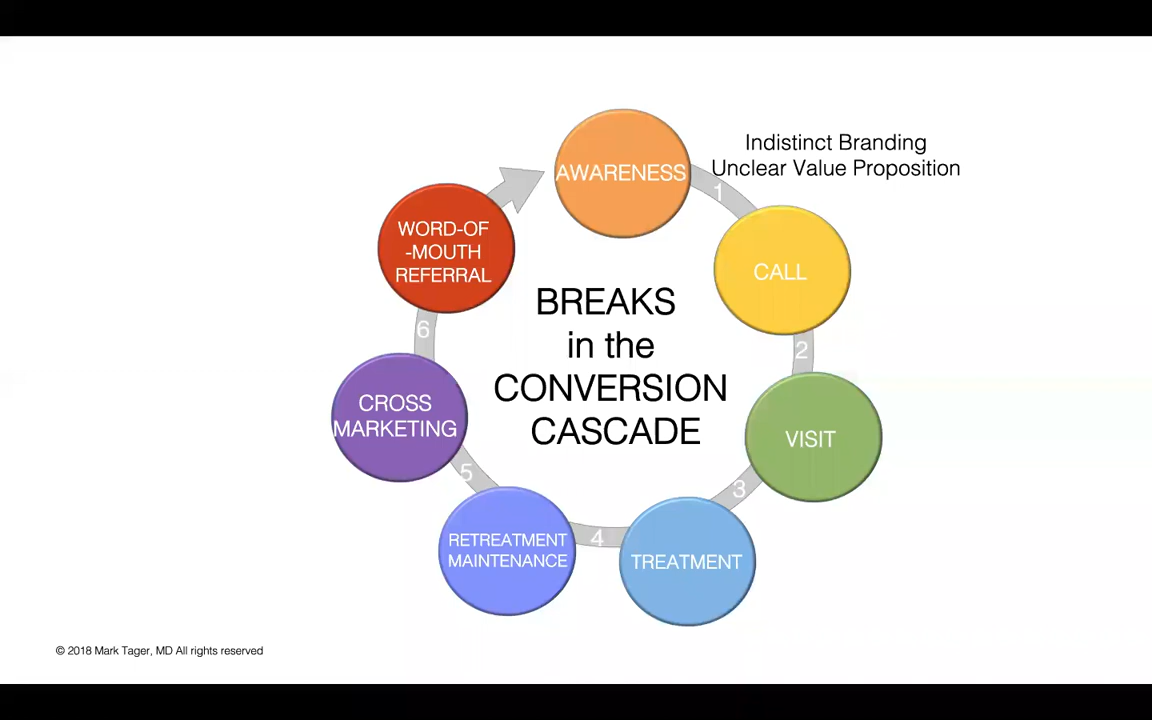 AWARENESS
1
Indistinct Branding
Unclear Value Proposition
CALL
2
VISIT
3
TREATMENT
4
RETREATMENT
MAINTENANCE
5
CROSS
MARKETING
6
WORD-OF
-MOUTH
REFERRAL
BREAKS
in the
CONVERSION
CASCADE
© 2018 Mark Tager, MD All rights reserved